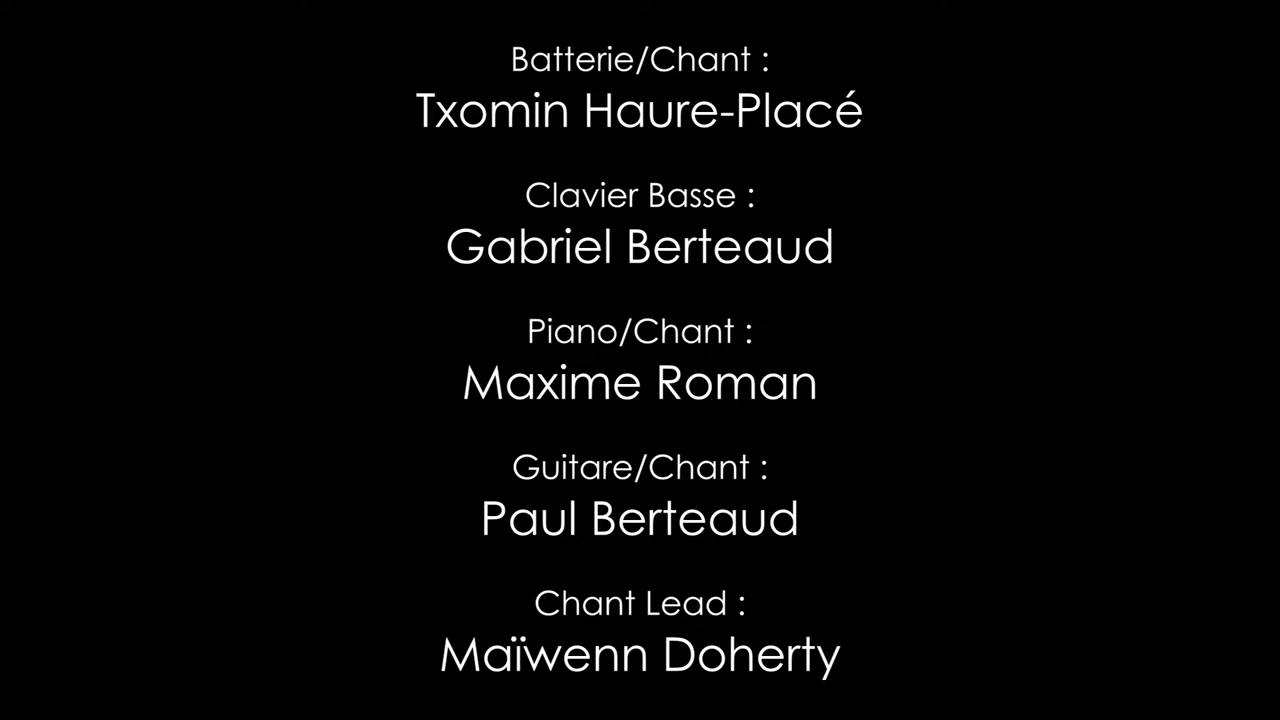 Batterie/Chant :
Txomin Haure-Placé
Clavier Basse :
Gabriel Berteaud
Piano/Chant :
Maxime Roman
Guitare/Chant :
Paul Berteaud
Chant Lead :
Maïwenn Doherty